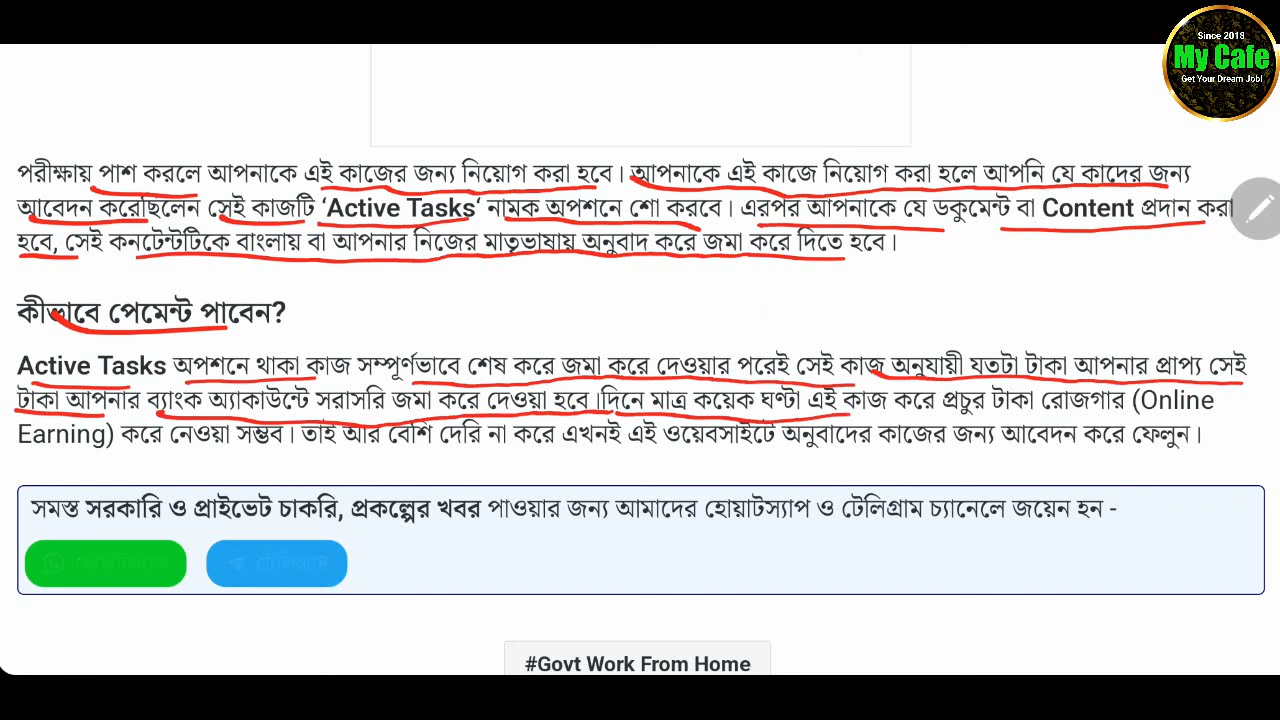 Since 2018
My Cafe
Get Your Dream Job!
পরীক্ষায় পাশ করলে আপনাকে এই কাজের জন্য নিয়োগ করা হবে। আপনাকে এই কাজে নিয়োগ করা হলে আপনি যে কাদের জন্য
আবেদন করেছিলেন সেই কাজটি ‘Active Tasks‘ নামক অপশনে শো করবে। এরপর আপনাকে যে ডকুমেন্ট বা Content প্রদান করা
হবে, সেই কনটেন্টটিকে বাংলায় বা আপনার নিজের মাতৃভাষায় অনুবাদ করে জমা করে দিতে হবে।
কীভাবে পেমেন্ট পাবেন?
Active Tasks অপশনে থাকা কাজ সম্পূর্ণভাবে শেষ করে জমা করে দেওয়ার পরেই সেই কাজ অনুযায়ী যতটা টাকা আপনার প্রাপ্য সেই
টাকা আপনার ব্যাংক অ্যাকাউন্টে সরাসরি জমা করে দেওয়া হবে। দিনে মাত্র কয়েক ঘণ্টা এই কাজ করে প্রচুর টাকা রোজগার (Online
Earning) করে নেওয়া সম্ভব। তাই আর বেশি দেরি না করে এখনই এই ওয়েবসাইটে অনুবাদের কাজের জন্য আবেদন করে ফেলুন।
সমস্ত সরকারি ও প্রাইভেট চাকরি, প্রকল্পের খবর পাওয়ার জন্য আমাদের হোয়াটস্যাপ ও টেলিগ্রাম চ্যানেলে জয়েন হন -
টেলিগ্রাম
#Govt Work From Home